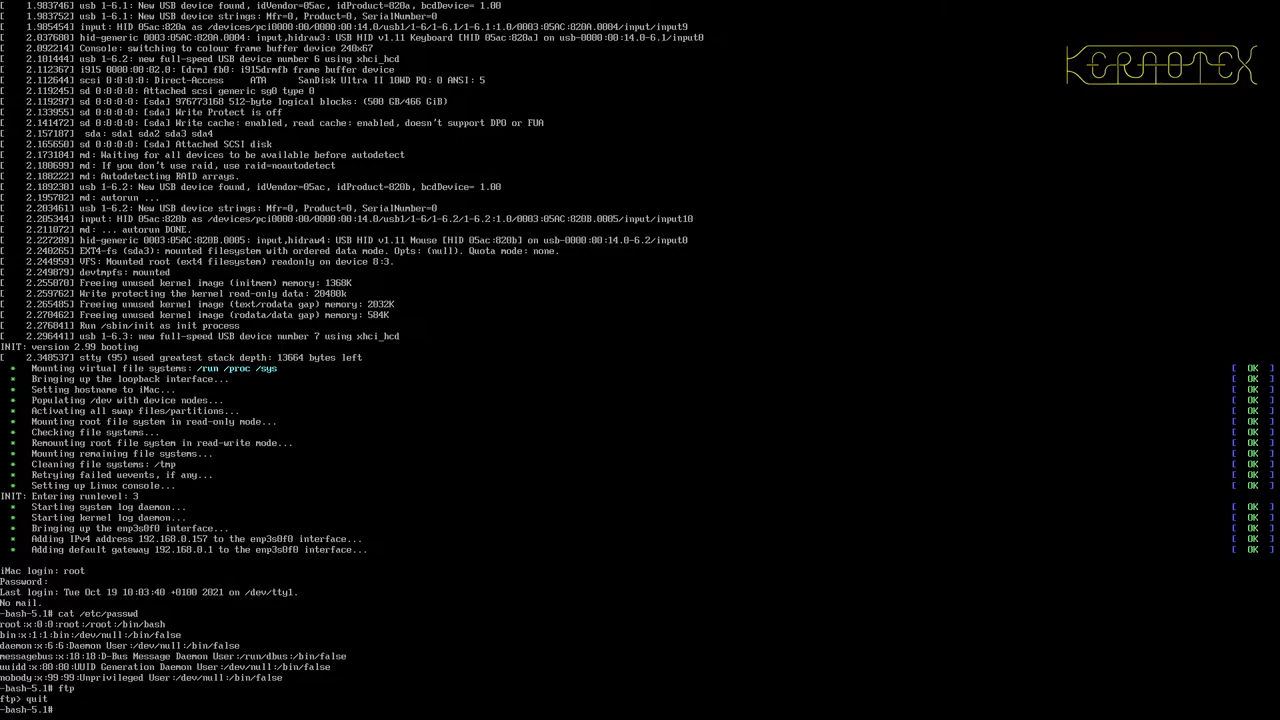 [    1.983746] usb 1-6.1: New USB device found, idVendor=05ac, idProduct=820a, bcdDevice= 1.00
[    1.983752] usb 1-6.1: New USB device strings: Mfr=0, Product=0, SerialNumber=0
[    1.985454] input: HID 05ac:820a as /devices/pci0000:00/0000:00:14.0/usb1/1-6/1-6.1/1-6.1:1.0/0003:05AC:820A.0004/input/input9
[    2.037680] hid-generic 0003:05AC:820A.0004: input,hidraw3: USB HID v1.11 Keyboard [HID 05ac:820a] on usb-0000:00:14.0-6.1/input0
[    2.092214] Console: switching to colour frame buffer device 240x67
[    2.101444] usb 1-6.2: new full-speed USB device number 6 using xhci_hcd
[    2.112367] i915 0000:00:02.0: [drm] fb0: i915drmfb frame buffer device
[    2.112644] scsi 0:0:0:0: Direct-Access     ATA      SanDisk Ultra II 10WD PQ: 0 ANSI: 5
[    2.119245] sd 0:0:0:0: Attached scsi generic sg0 type 0
[    2.119297] sd 0:0:0:0: [sda] 976773168 512-byte logical blocks: (500 GB/466 GiB)
[    2.133955] sd 0:0:0:0: [sda] Write Protect is off
[    2.141472] sd 0:0:0:0: [sda] Write cache: enabled, read cache: enabled, doesn't support DPO or FUA
[    2.157187]  sda: sda1 sda2 sda3 sda4
[    2.165650] sd 0:0:0:0: [sda] Attached SCSI disk
[    2.173184] md: Waiting for all devices to be available before autodetect
[    2.180699] md: If you don't use raid, use raid=noautodetect
[    2.188222] md: Autodetecting RAID arrays.
[    2.189230] usb 1-6.2: New USB device found, idVendor=05ac, idProduct=820b, bcdDevice= 1.00
[    2.195782] md: autorun ...
[    2.203461] usb 1-6.2: New USB device strings: Mfr=0, Product=0, SerialNumber=0
[    2.205344] input: HID 05ac:820b as /devices/pci0000:00/0000:00:14.0/usb1/1-6/1-6.2/1-6.2:1.0/0003:05AC:820B.0005/input/input10
[    2.211072] md: ... autorun DONE.
[    2.227289] hid-generic 0003:05AC:820B.0005: input,hidraw4: USB HID v1.11 Mouse [HID 05ac:820b] on usb-0000:00:14.0-6.2/input0
[    2.240265] EXT4-fs (sda3): mounted filesystem with ordered data mode. Opts: (null). Quota mode: none.
[    2.244959] VFS: Mounted root (ext4 filesystem) readonly on device 8:3.
[    2.249879] devtmpfs: mounted
[    2.255070] Freeing unused kernel image (initmem) memory: 1368K
[    2.259762] Write protecting the kernel read-only data: 20480k
[    2.265485] Freeing unused kernel image (text/rodata gap) memory: 2032K
[    2.270462] Freeing unused kernel image (rodata/data gap) memory: 584K
[    2.276841] Run /sbin/init as init process
[    2.296441] usb 1-6.3: new full-speed USB device number 7 using xhci_hcd
INIT: version 2.99 booting
[    2.348537] stty (95) used greatest stack depth: 13664 bytes left
* Mounting virtual file systems: /run /proc /sys [ OK ]
* Bringing up the loopback interface... [ OK ]
* Setting hostname to iMac... [ OK ]
* Populating /dev with device nodes... [ OK ]
* Activating all swap files/partitions... [ OK ]
* Mounting root file system in read-only mode... [ OK ]
* Checking file systems... [ OK ]
* Remounting root file system in read-write mode... [ OK ]
* Mounting remaining file systems... [ OK ]
* Cleaning file systems: /tmp [ OK ]
* Retrying failed uevents, if any... [ OK ]
* Setting up Linux console... [ OK ]
INIT: Entering runlevel: 3
* Starting system log daemon... [ OK ]
* Starting kernel log daemon... [ OK ]
* Bringing up the enp3s0f0 interface... [ OK ]
* Adding IPv4 address 192.168.0.157 to the enp3s0f0 interface... [ OK ]
* Adding default gateway 192.168.0.1 to the enp3s0f0 interface... [ OK ]
iMac login: root
Password:
Last login: Tue Oct 19 10:03:40 +0100 2021 on /dev/tty1.
No mail.
-bash-5.1# cat /etc/passwd
root:x:0:0:root:/root:/bin/bash
bin:x:1:1:bin:/dev/null:/bin/false
daemon:x:6:6:Daemon User:/dev/null:/bin/false
messagebus:x:18:18:D-Bus Message Daemon User:/run/dbus:/bin/false
uuidd:x:80:80:UUID Generation Daemon User:/dev/null:/bin/false
nobody:x:99:99:Unprivileged User:/dev/null:/bin/false
-bash-5.1# ftp
ftp> quit
-bash-5.1#
KERAOTEX